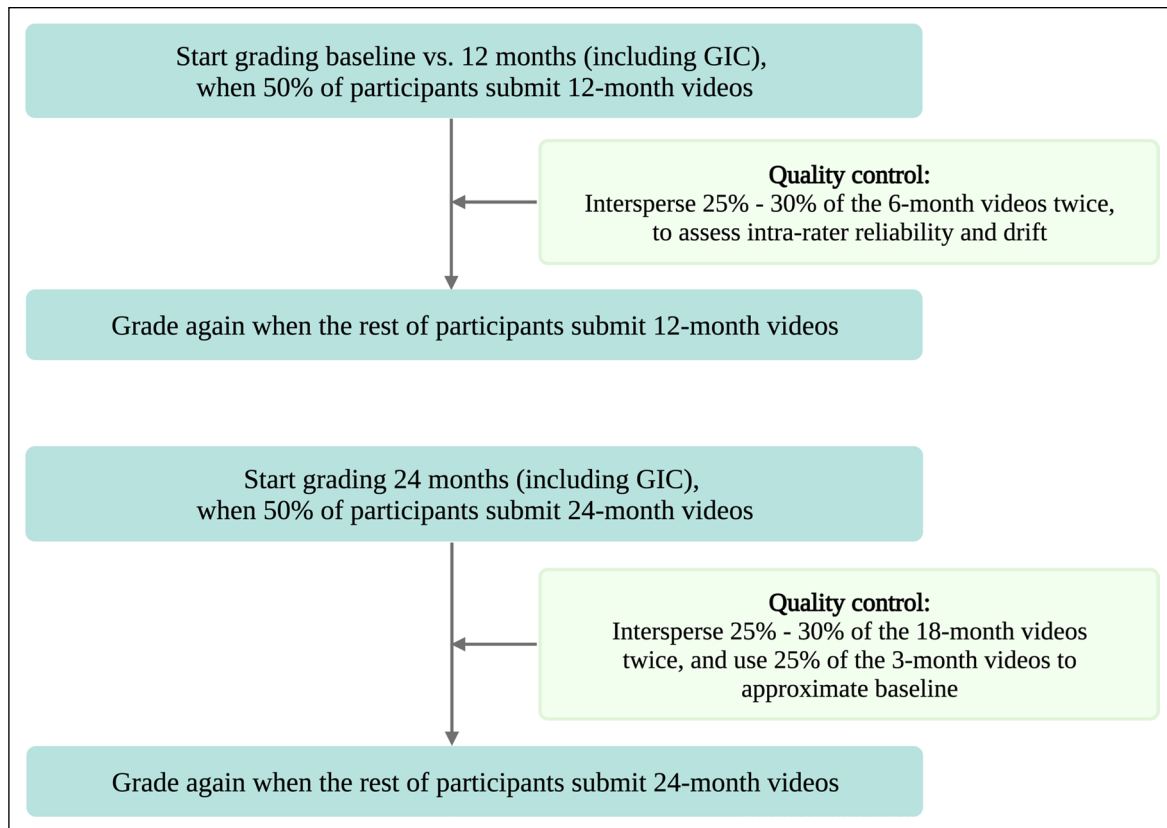 Start grading baseline vs. 12 months (including GIC),
when 50% of participants submit 12-month videos
Quality control:
Intersperse 25% - 30% of the 6-month videos twice,
to assess intra-rater reliability and drift
Grade again when the rest of participants submit 12-month videos
Start grading 24 months (including GIC),
when 50% of participants submit 24-month videos
Quality control:
Intersperse 25% - 30% of the 18-month videos
twice, and use 25% of the 3-month videos to
approximate baseline
Grade again when the rest of participants submit 24-month videos